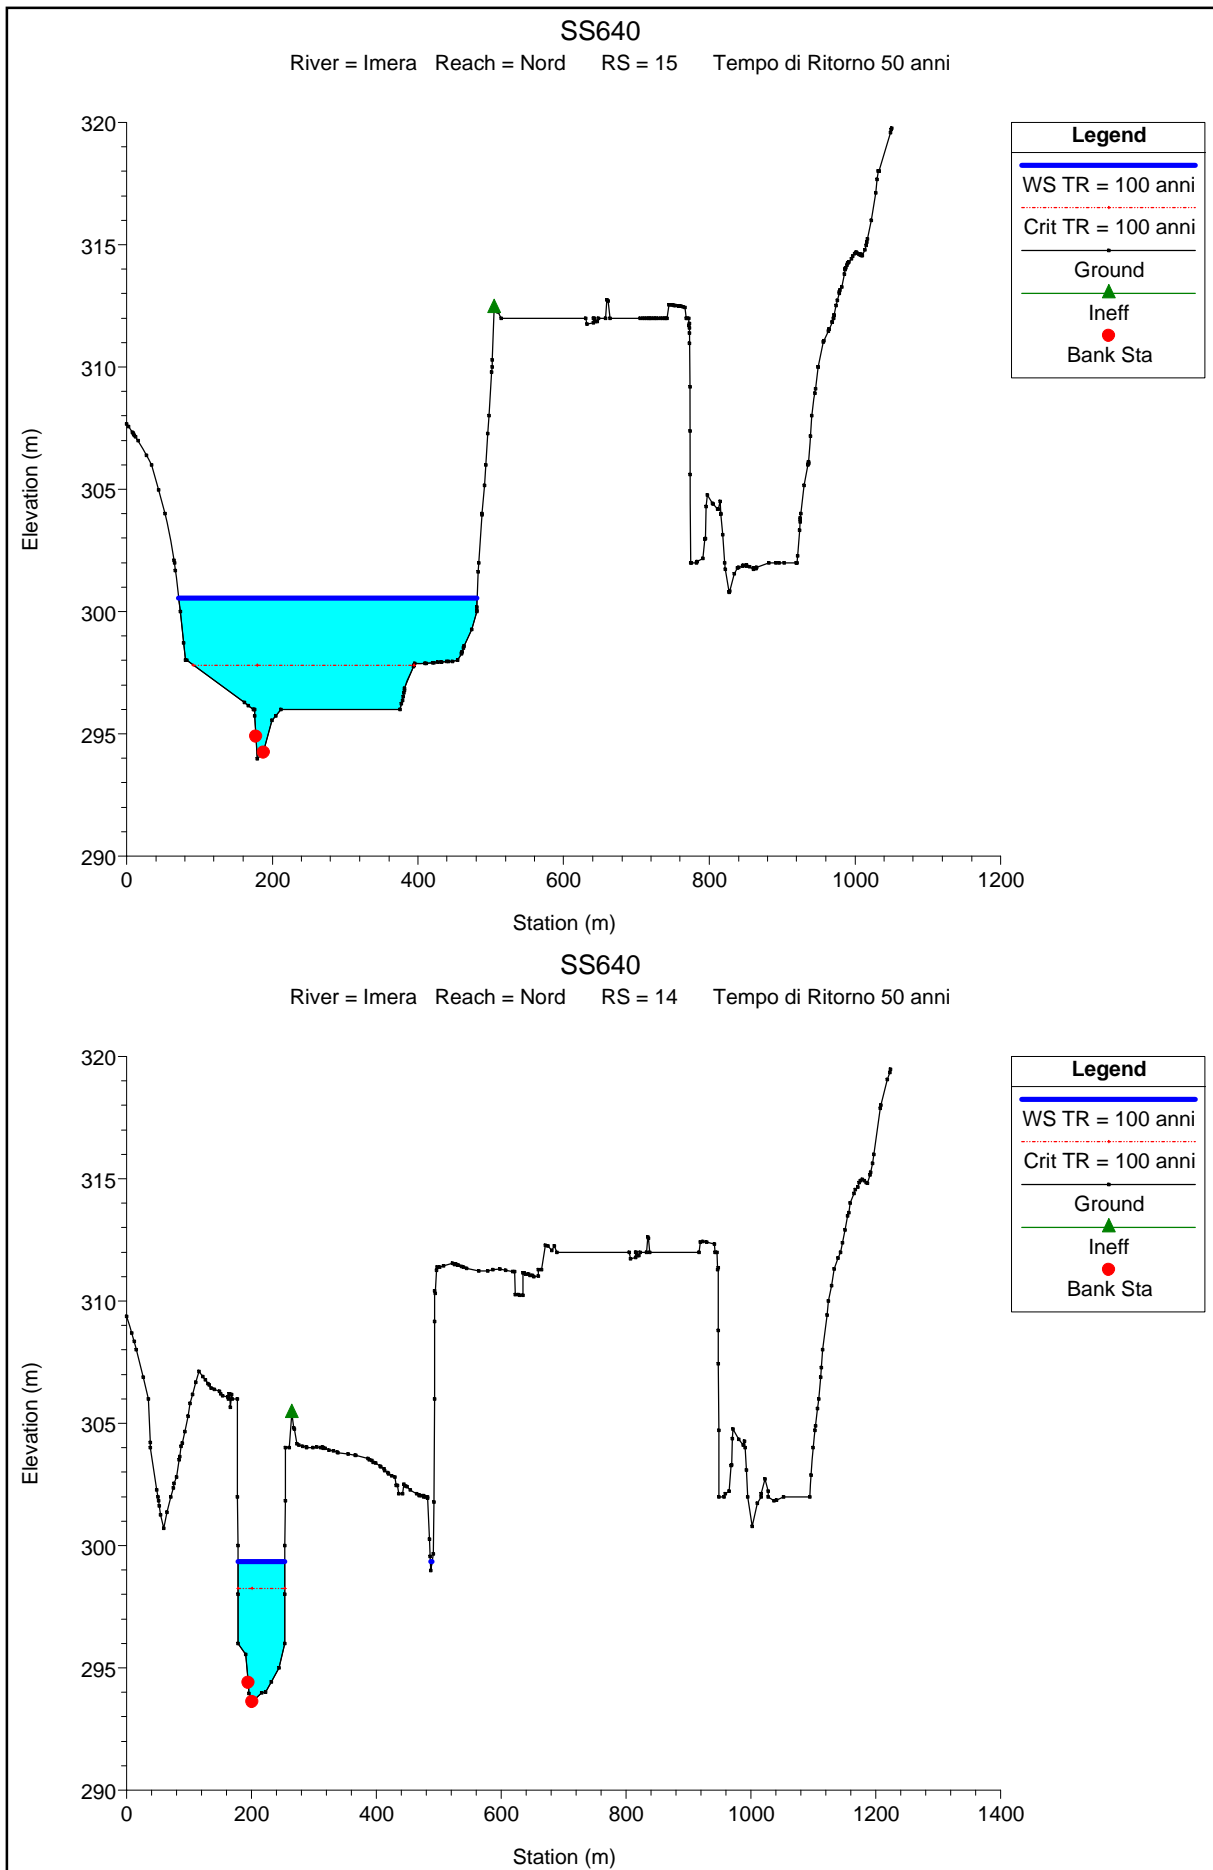 SS640
River = Imera Reach = Nord RS = 15 Tempo di Ritorno 50 anni
320
315
310
305
300
295
290
Elevation (m)
0 200 400 600 800 1000 1200
Station (m)
Legend
WS TR = 100 anni
Crit TR = 100 anni
Ground
Ineff
Bank Sta
SS640
River = Imera Reach = Nord RS = 14 Tempo di Ritorno 50 anni
320
315
310
305
300
295
290
Elevation (m)
0 200 400 600 800 1000 1200 1400
Station (m)
Legend
WS TR = 100 anni
Crit TR = 100 anni
Ground
Ineff
Bank Sta